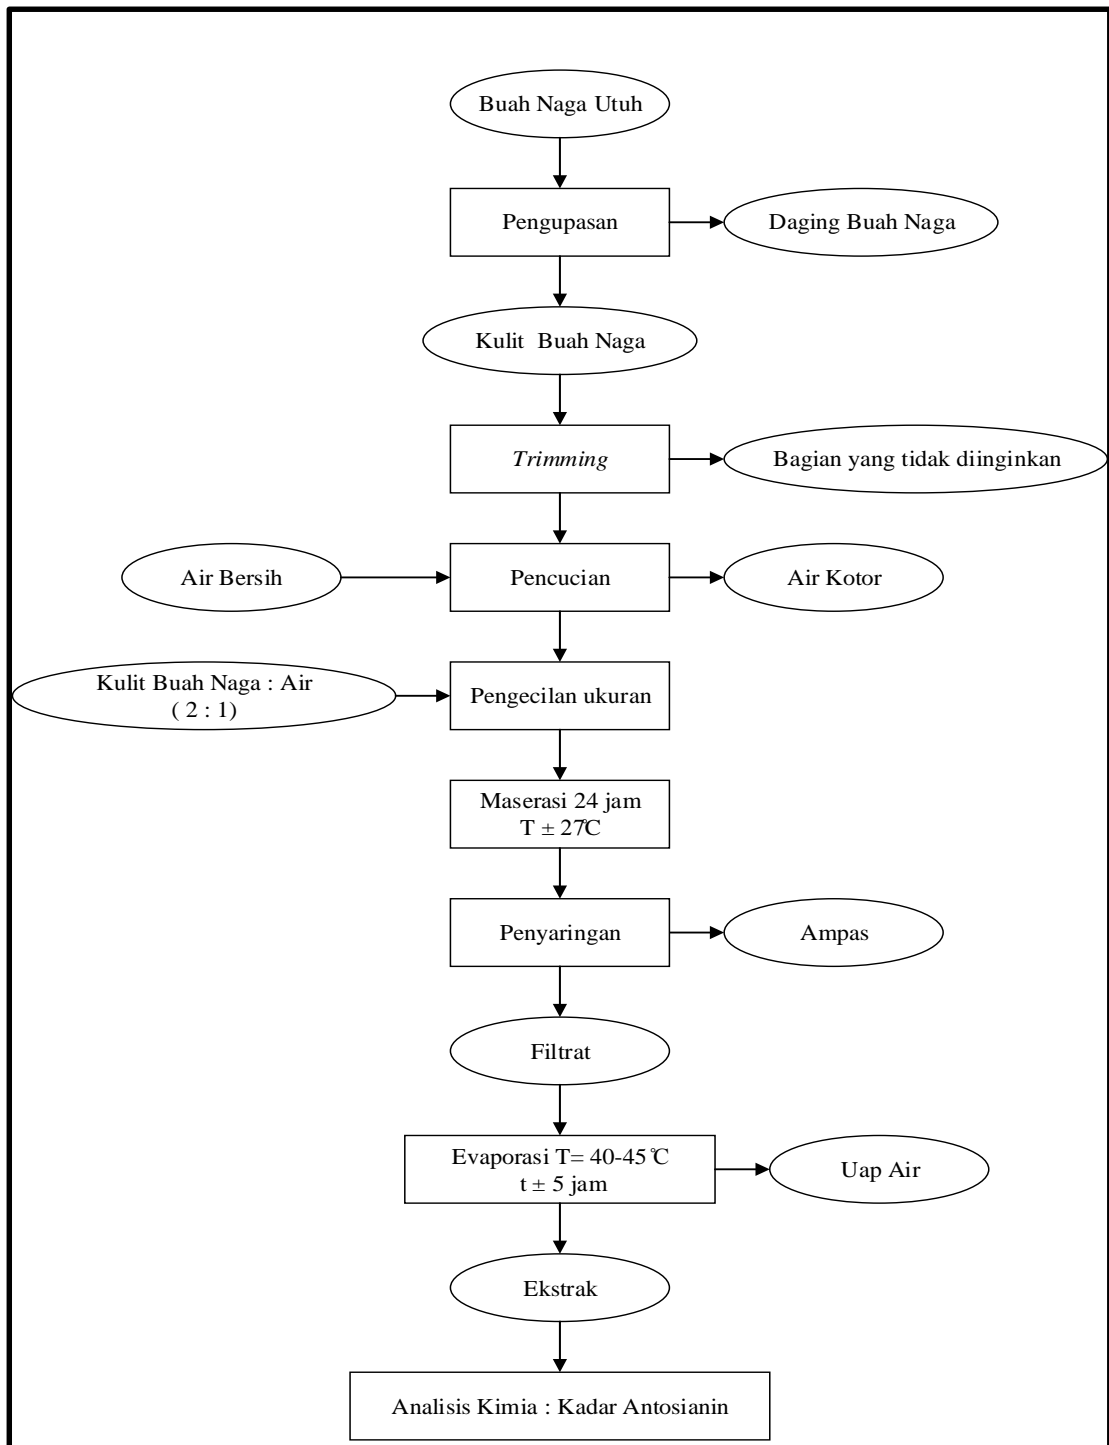 Buah Naga Utuh
Pengupasan
Daging Buah Naga
Kulit Buah Naga
Trimming
Bagian yang tidak diinginkan
Air Bersih
Pencucian
Air Kotor
Kulit Buah Naga : Air
( 2 : 1)
Pengecilan ukuran
Maserasi 24 jam
T ± 27°C
Penyaringan
Ampas
Filtrat
Evaporasi T= 40-45 °C
t ± 5 jam
Uap Air
Ekstrak
Analisis Kimia : Kadar Antosianin